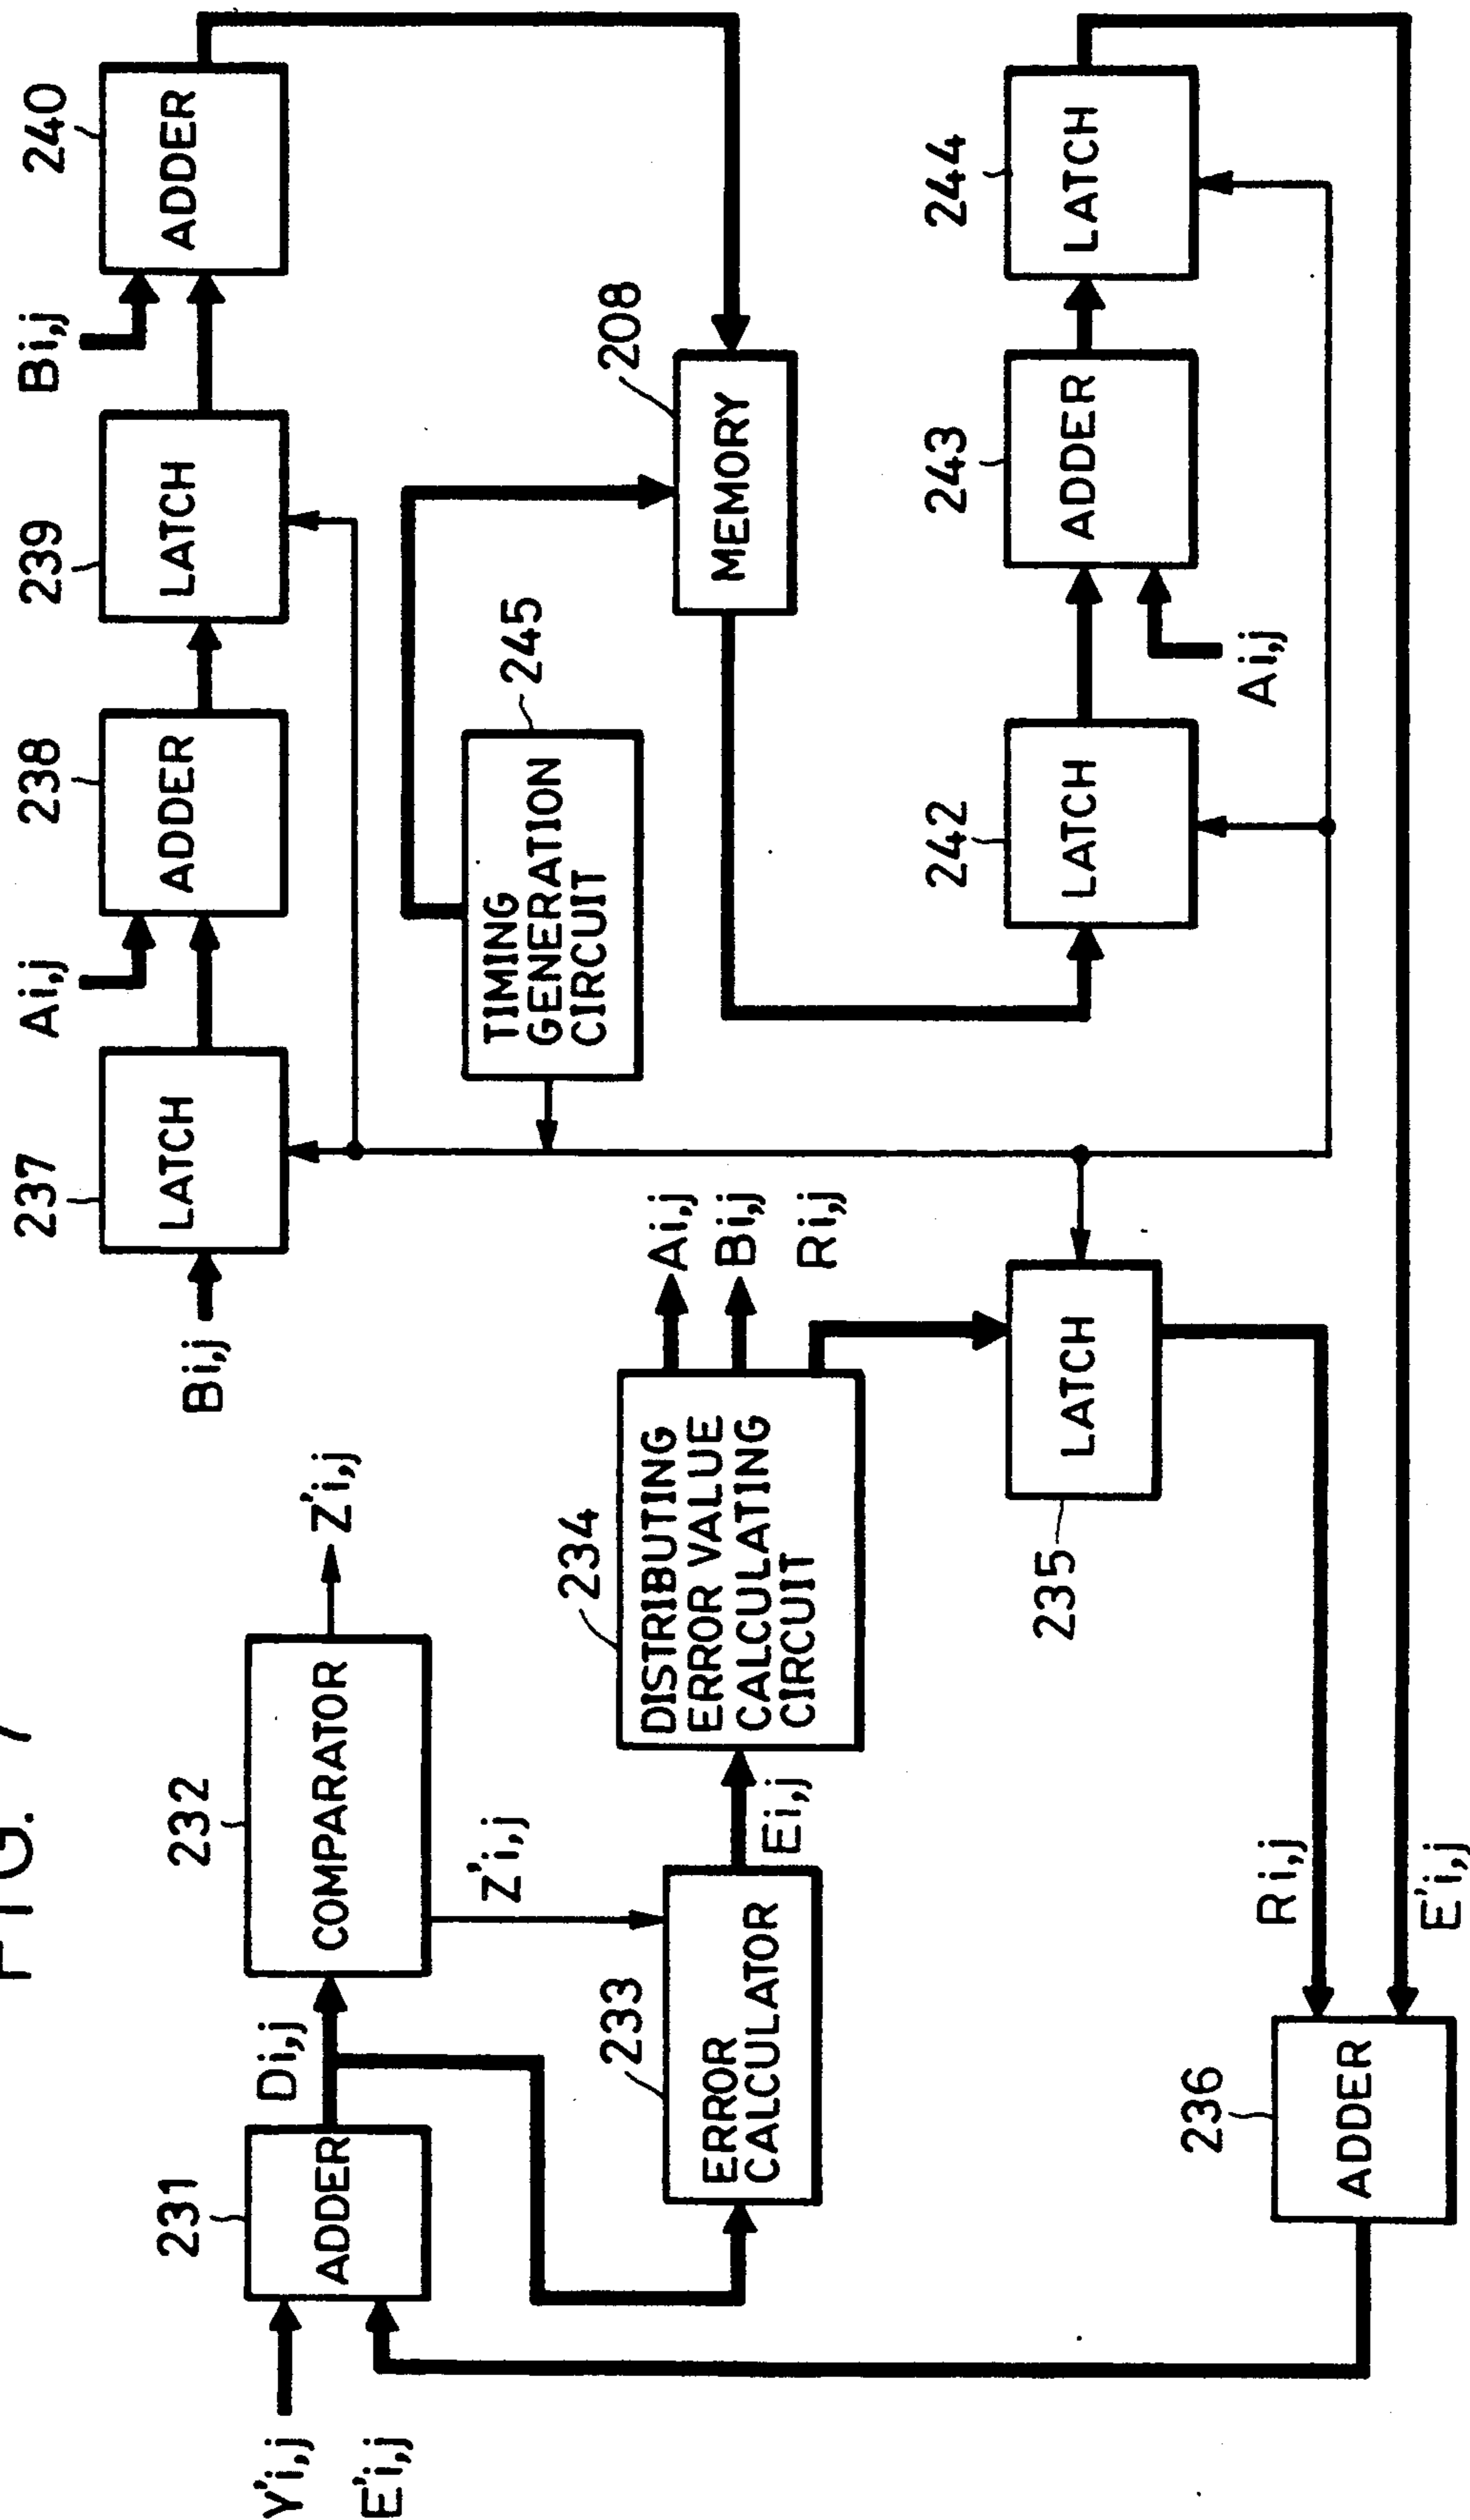 FIG. 7
231
ADDER
Y'i,j
E'i,j
Di,j
232
COMPARATOR
Z'i,j
Z'i,j
233
ERROR
CALCULATOR
Ei,j
234
DISTRIBUTING
ERROR VALUE
CALCULATING
CIRCUIT
Ai,j
Bi,j
Ri,j
235
LATCH
236
ADDER
Ri,j
E'i,j
Bi,j
237
LATCH
Ai,j
238
ADDER
239
LATCH
Bi,j
240
ADDER
245
TIMING
GENERATION
CIRCUIT
208
MEMORY
242
LATCH
Ai,j
243
ADDER
244
LATCH